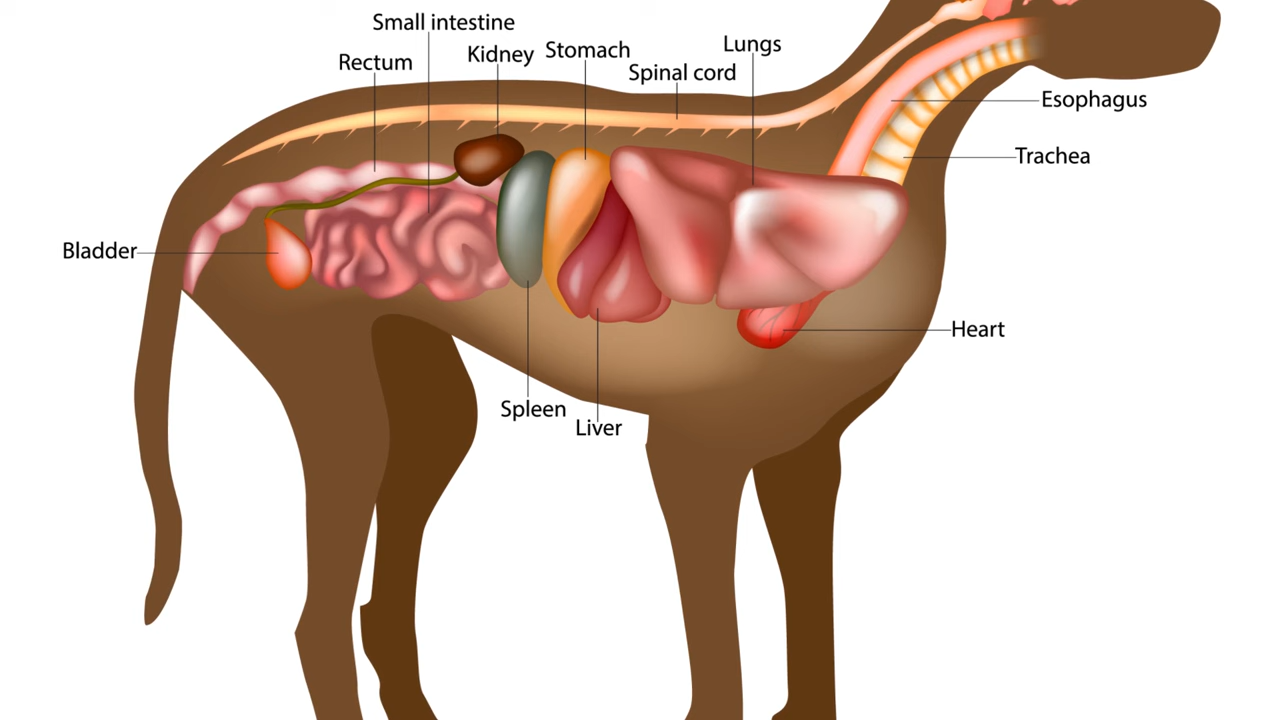 Small intestine
Rectum
Kidney
Stomach
Spinal cord
Lungs
Esophagus
Trachea
Bladder
Heart
Spleen
Liver